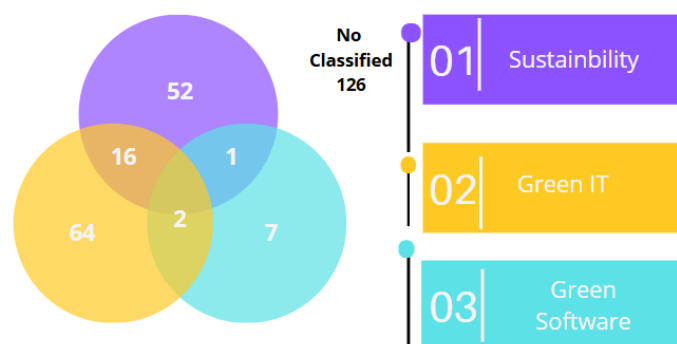 52
16
1
64
2
7
No
Classified
126
01
Sustainbility
02
Green IT
03
Green
Software